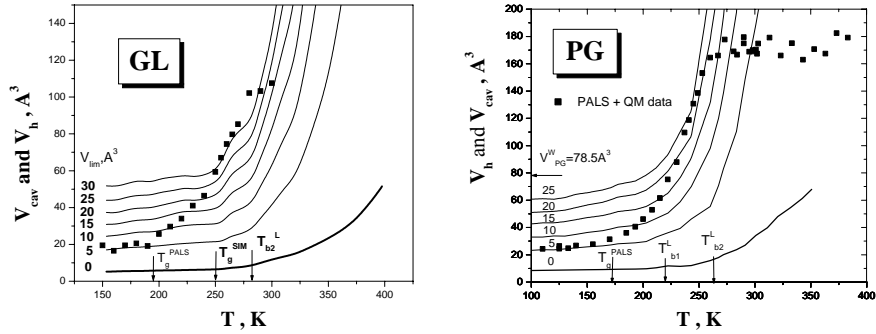 GL
V_cav and V_h , A^3
140
120
100
80
60
40
20
0
V_lim, A^3
30
25
20
15
10
5
0
T_g^PALS
T_g^SIM
T_b2^L
100 150 200 250 300 350 400
T , K
PG
V_h and V_cav , A^3
200
180
160
140
120
100
80
60
40
20
0
PALS + QM data
V^W_PG=78.5A^3
25
20
15
10
5
0
T_g^PALS
T^L_b1
T^L_b2
100 150 200 250 300 350 400
T , K